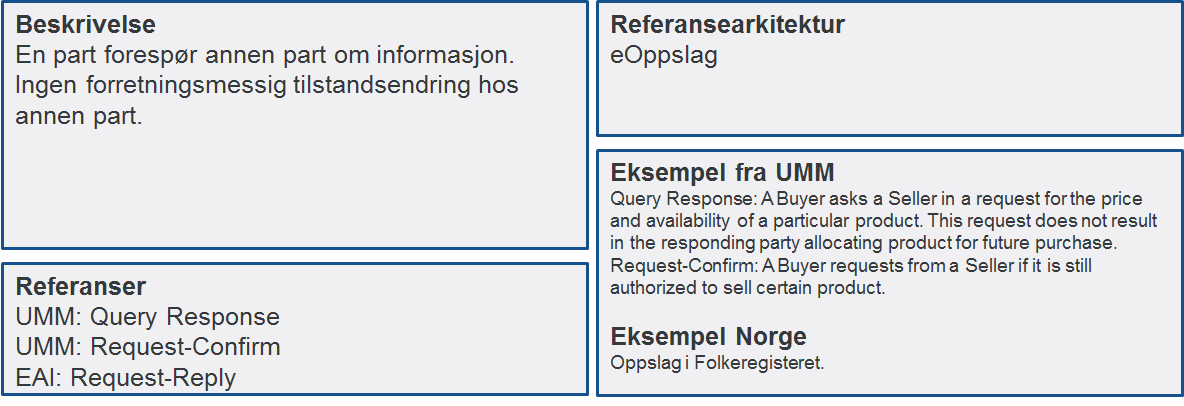 Beskrivelse
En part forespør annen part om informasjon.
Ingen forretningsmessig tilstandsendring hos
annen part.
Referanser
UMM: Query Response
UMM: Request-Confirm
EAI: Request-Reply
Referansearkitektur
eOppslag
Eksempel fra UMM
Query Response: A Buyer asks a Seller in a request for the price
and availability of a particular product. This request does not result
in the responding party allocating product for future purchase.
Request-Confirm: A Buyer requests from a Seller if it is still
authorized to sell certain product.
Eksempel Norge
Oppslag i Folkeregisteret.